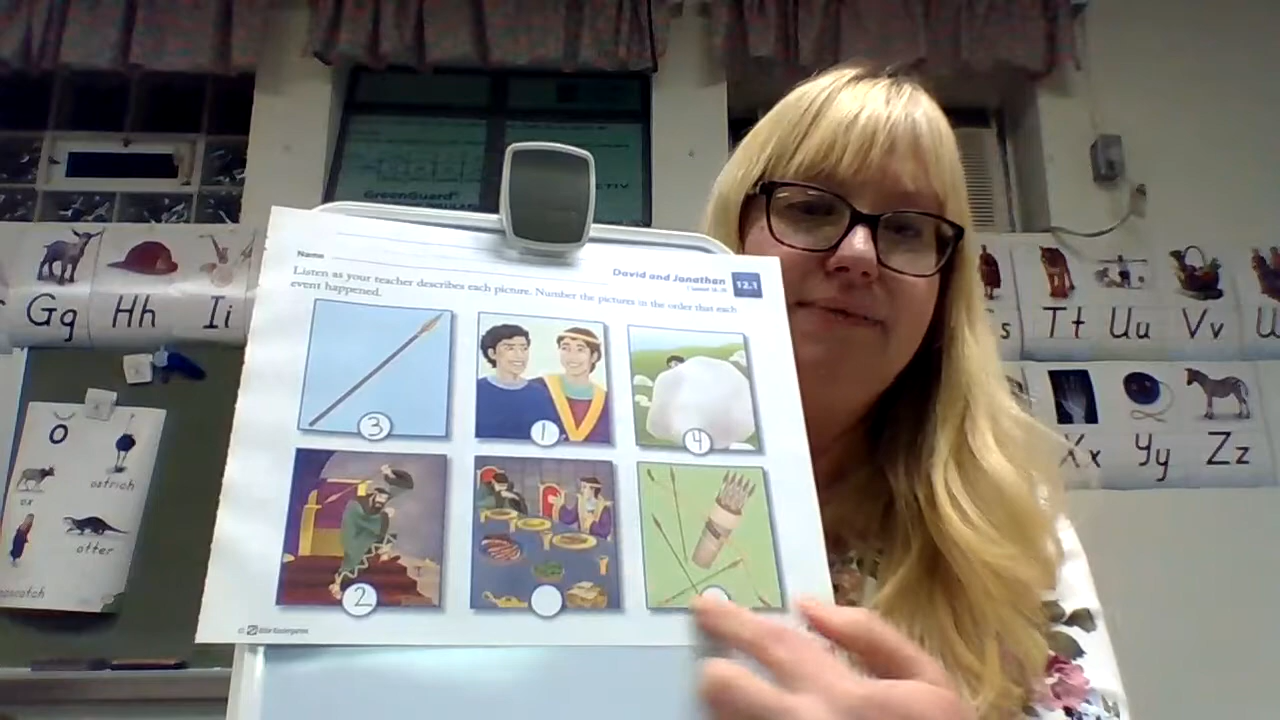 GreenGuard
Gg Hh Ii
Tt Uu Vv
Xx Yy Zz
ŏ
ostrich
ox
otter
Name
David and Jonathan
12.1
Listen as your teacher describes each picture. Number the pictures in the order that each
event happened.
3
1
4
2